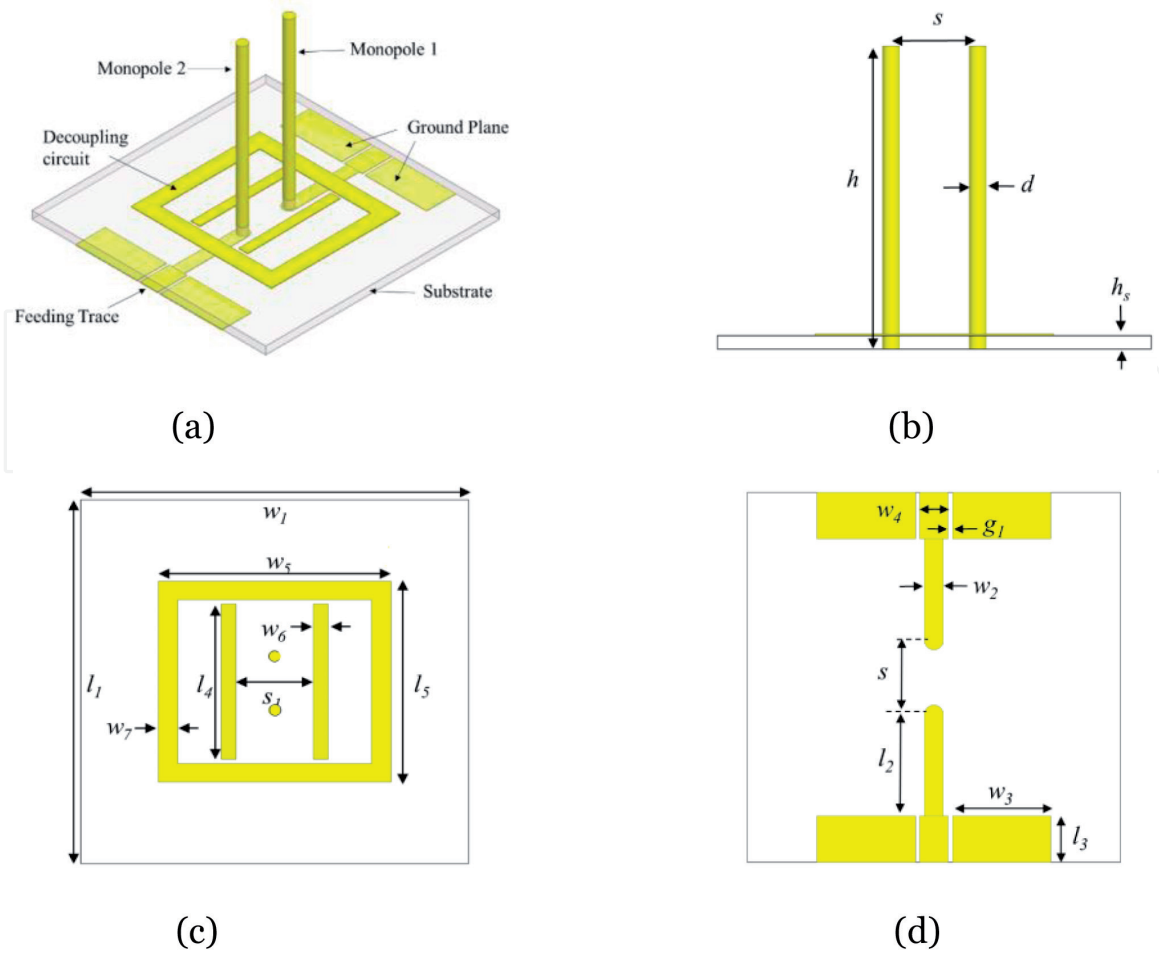 Monopole 1
Monopole 2
Decoupling
circuit
Ground Plane
Substrate
Feeding Trace
(a)
s
h
d
hₛ
(b)
w₁
w₅
w₆
l₁
l₄
s₁
l₅
w₇
(c)
w₄
g₁
w₂
s
l₂
w₃
l₃
(d)